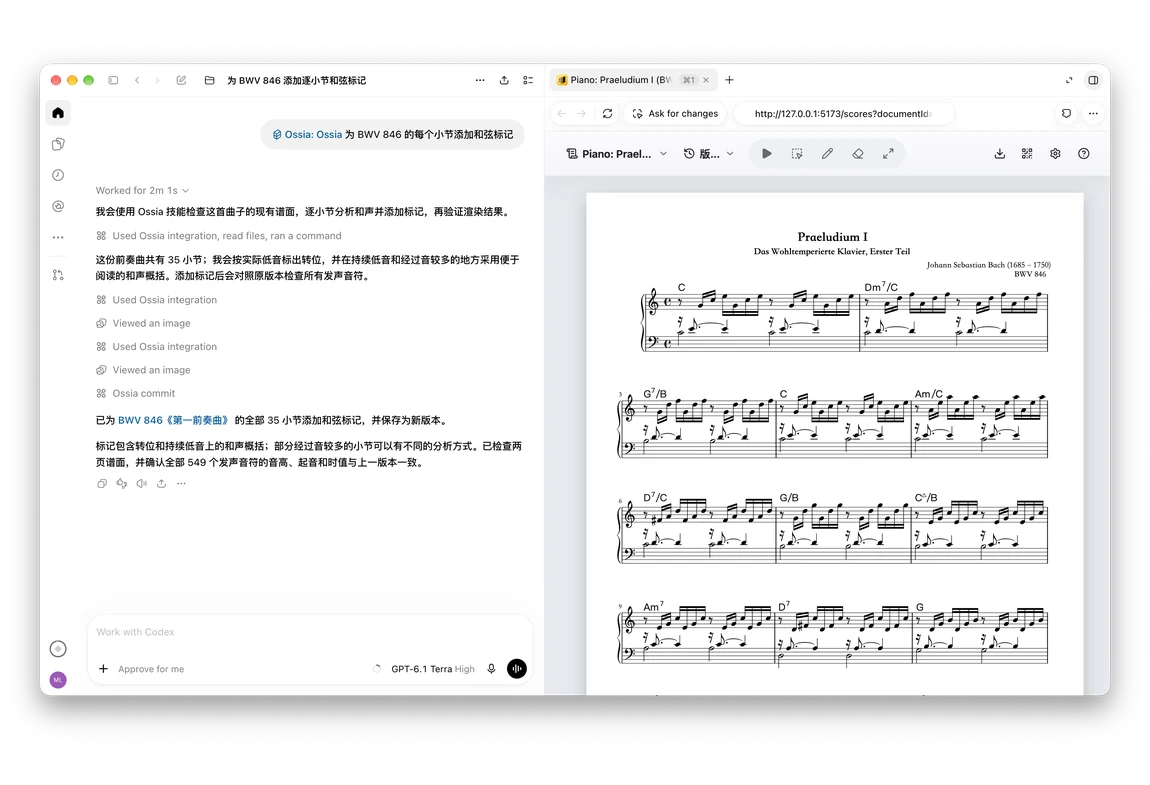 为 BWV 846 添加逐小节和弦标记
Ossia: Ossia 为 BWV 846 的每个小节添加和弦标记
Worked for 2m 1s
我会使用 Ossia 技能检查这首曲子的现有谱面，逐小节分析和声并添加标记，再验证渲染结果。
Used Ossia integration, read files, ran a command
这份前奏曲共有 35 小节；我会按实际低音标出转位，并在持续低音和经过音较多的地方采用便于
阅读的和声概括。添加标记后会对照原版本检查所有发声音符。
Used Ossia integration
Viewed an image
Used Ossia integration
Viewed an image
Ossia commit
已为 BWV 846《第一前奏曲》 的全部 35 小节添加和弦标记，并保存为新版本。
标记包含转位和持续低音上的和声概括；部分经过音较多的小节可以有不同的分析方式。已检查两
页谱面，并确认全部 549 个发声音符的音高、起音和时值与上一版本一致。
Work with Codex
Approve for me
GPT-6.1 Terra High
ML
Piano: Praeludium I (BW
⌘1
Ask for changes
http://127.0.0.1:5173/scores?documentId=
Piano: Prael...
版...
Praeludium I
Das Wohltemperierte Klavier, Erster Teil
Johann Sebastian Bach (1685 – 1750)
BWV 846
C Dm7/C
3 G7/B C Am/C
6 D7/C G/B C△/B
9 Am7 D7 G